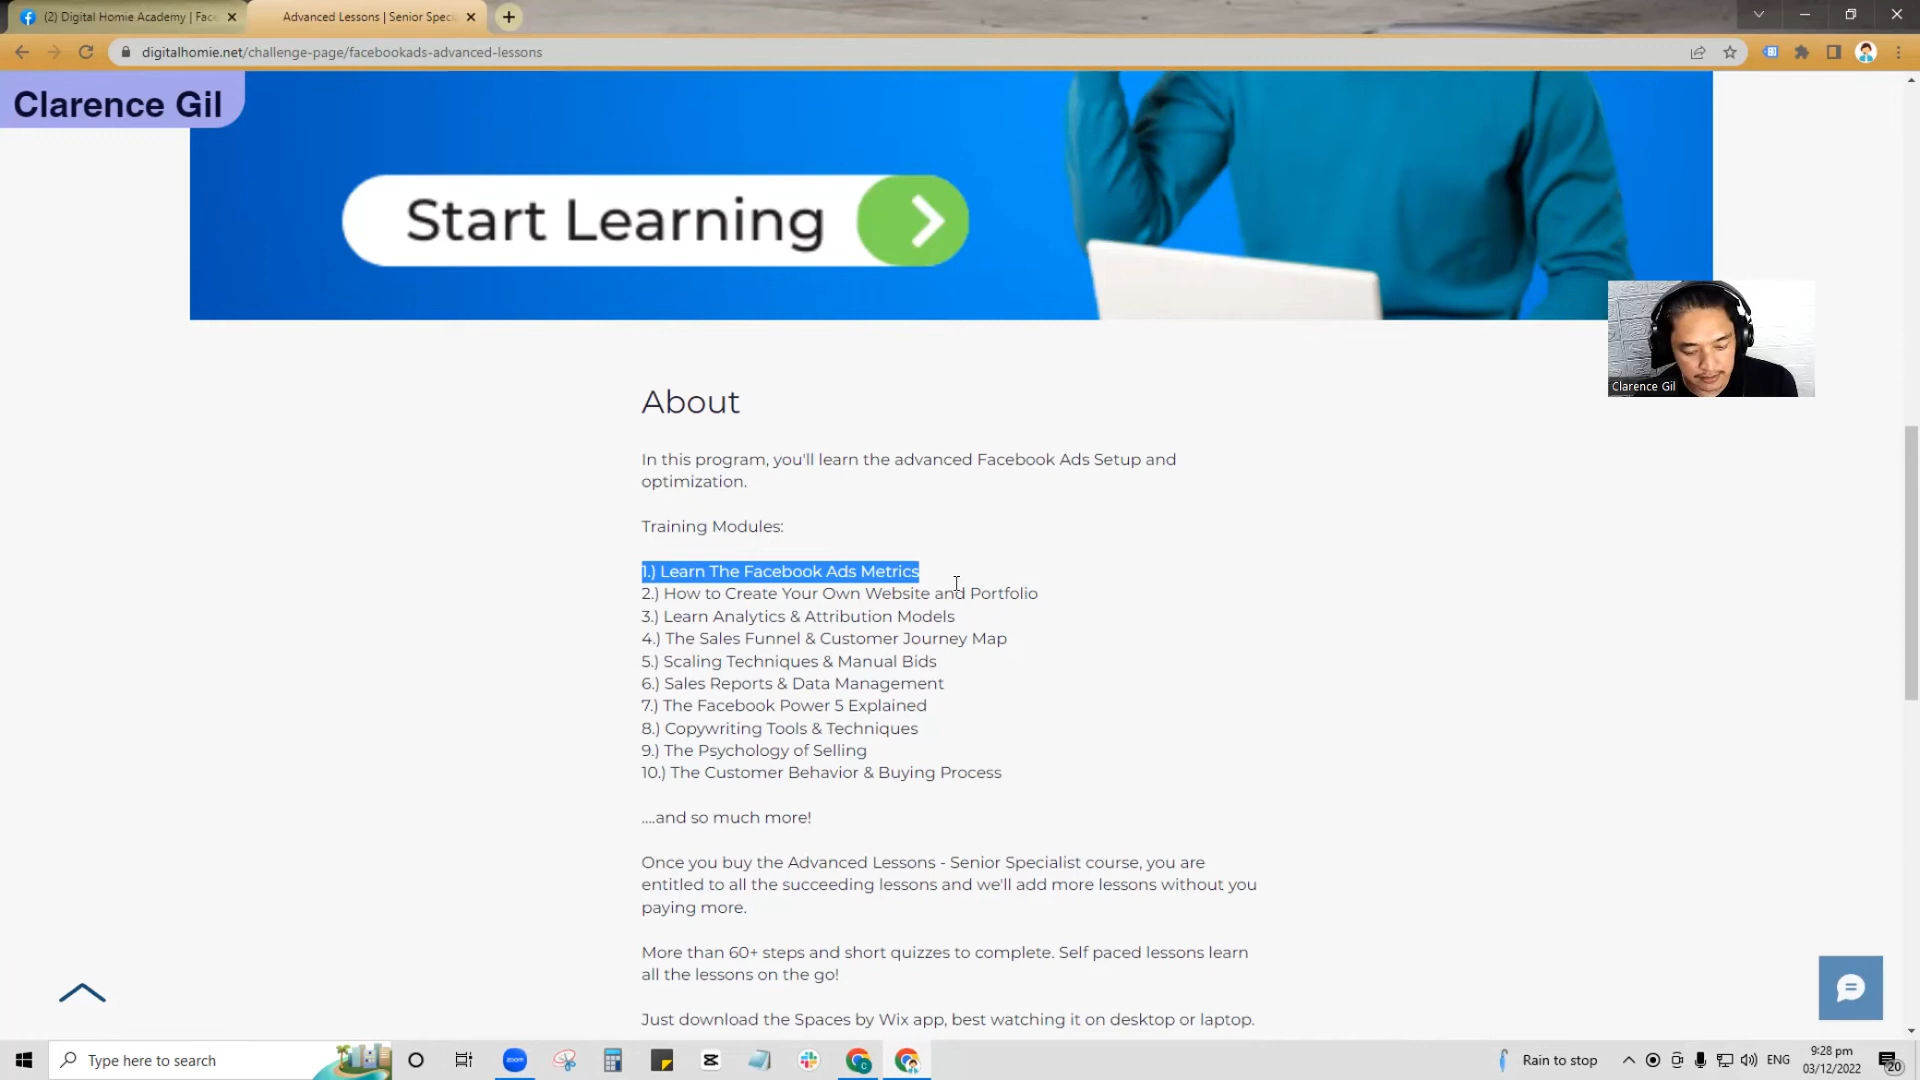 (2) Digital Homie Academy | Face
Advanced Lessons | Senior Speci
digitalhomie.net/challenge-page/facebookads-advanced-lessons
Clarence Gil
Start Learning
Clarence Gil
About
In this program, you'll learn the advanced Facebook Ads Setup and
optimization.
Training Modules:
1.) Learn The Facebook Ads Metrics
2.) How to Create Your Own Website and Portfolio
3.) Learn Analytics & Attribution Models
4.) The Sales Funnel & Customer Journey Map
5.) Scaling Techniques & Manual Bids
6.) Sales Reports & Data Management
7.) The Facebook Power 5 Explained
8.) Copywriting Tools & Techniques
9.) The Psychology of Selling
10.) The Customer Behavior & Buying Process
....and so much more!
Once you buy the Advanced Lessons - Senior Specialist course, you are
entitled to all the succeeding lessons and we'll add more lessons without you
paying more.
More than 60+ steps and short quizzes to complete. Self paced lessons learn
all the lessons on the go!
Just download the Spaces by Wix app, best watching it on desktop or laptop.
Type here to search
zoom
Rain to stop
ENG
9:28 pm
03/12/2022
20